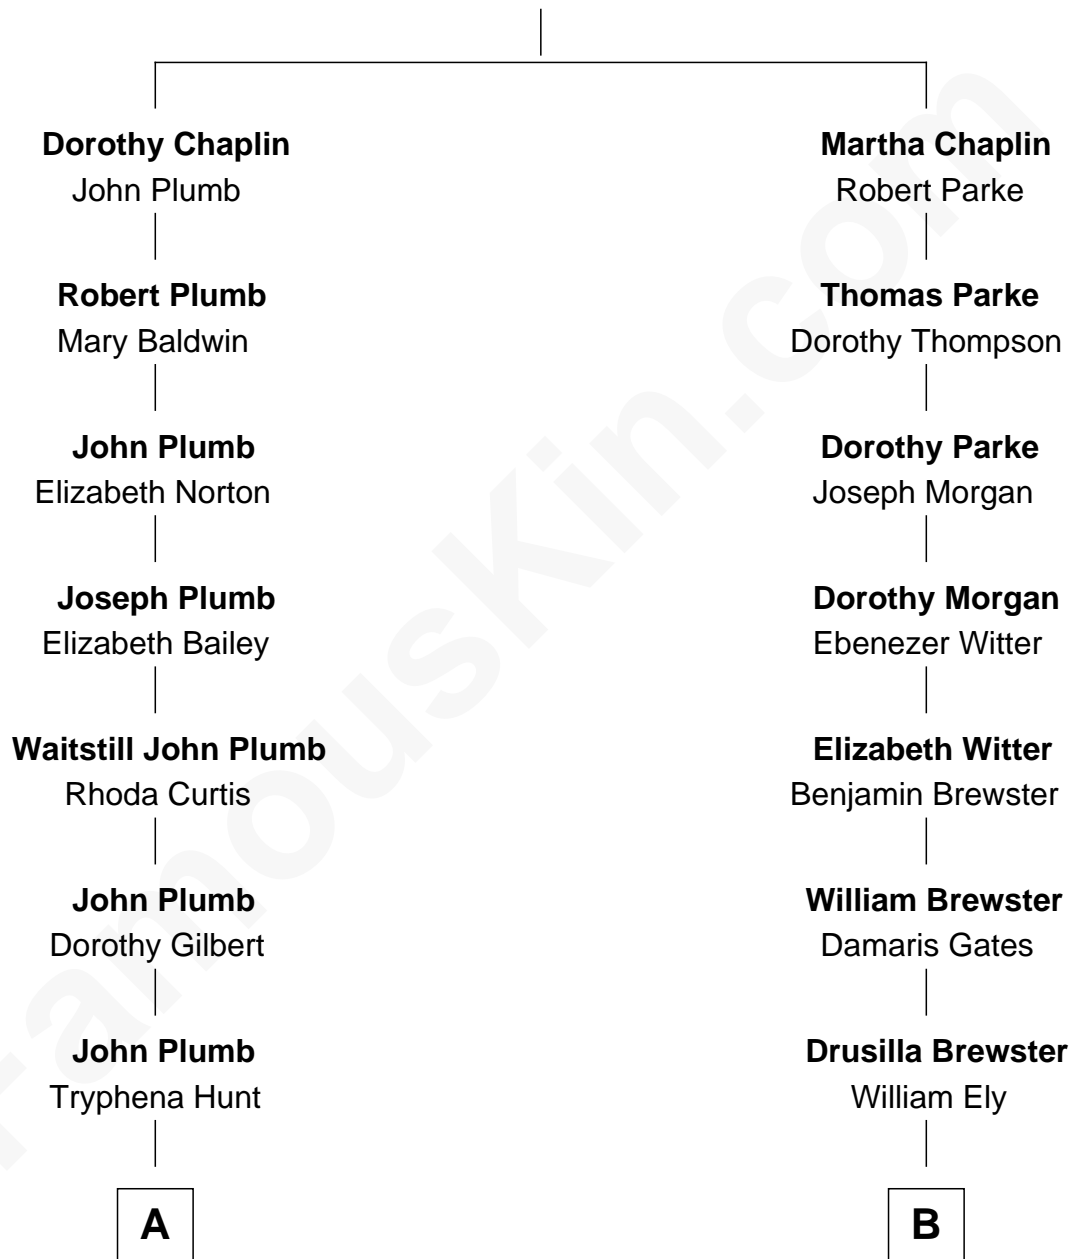 Dorothy Chaplin
John Plumb
Martha Chaplin
Robert Parke
Robert Plumb
Mary Baldwin
Thomas Parke
Dorothy Thompson
John Plumb
Elizabeth Norton
Dorothy Parke
Joseph Morgan
Joseph Plumb
Elizabeth Bailey
Dorothy Morgan
Ebenezer Witter
Waitstill John Plumb
Rhoda Curtis
Elizabeth Witter
Benjamin Brewster
John Plumb
Dorothy Gilbert
William Brewster
Damaris Gates
John Plumb
Tryphena Hunt
Drusilla Brewster
William Ely
A
B
FamousKin.com